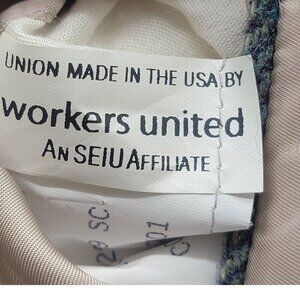 UNION MADE IN THE USA BY
workers united
AN SEIU AFFILIATE